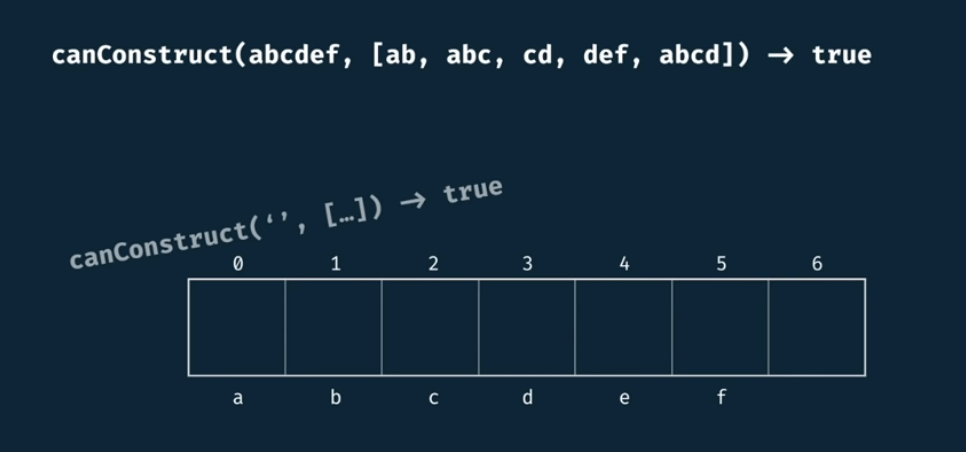 canConstruct(abcdef, [ab, abc, cd, def, abcd]) → true
canConstruct(‘’, […]) → true
0 1 2 3 4 5 6
a b c d e f